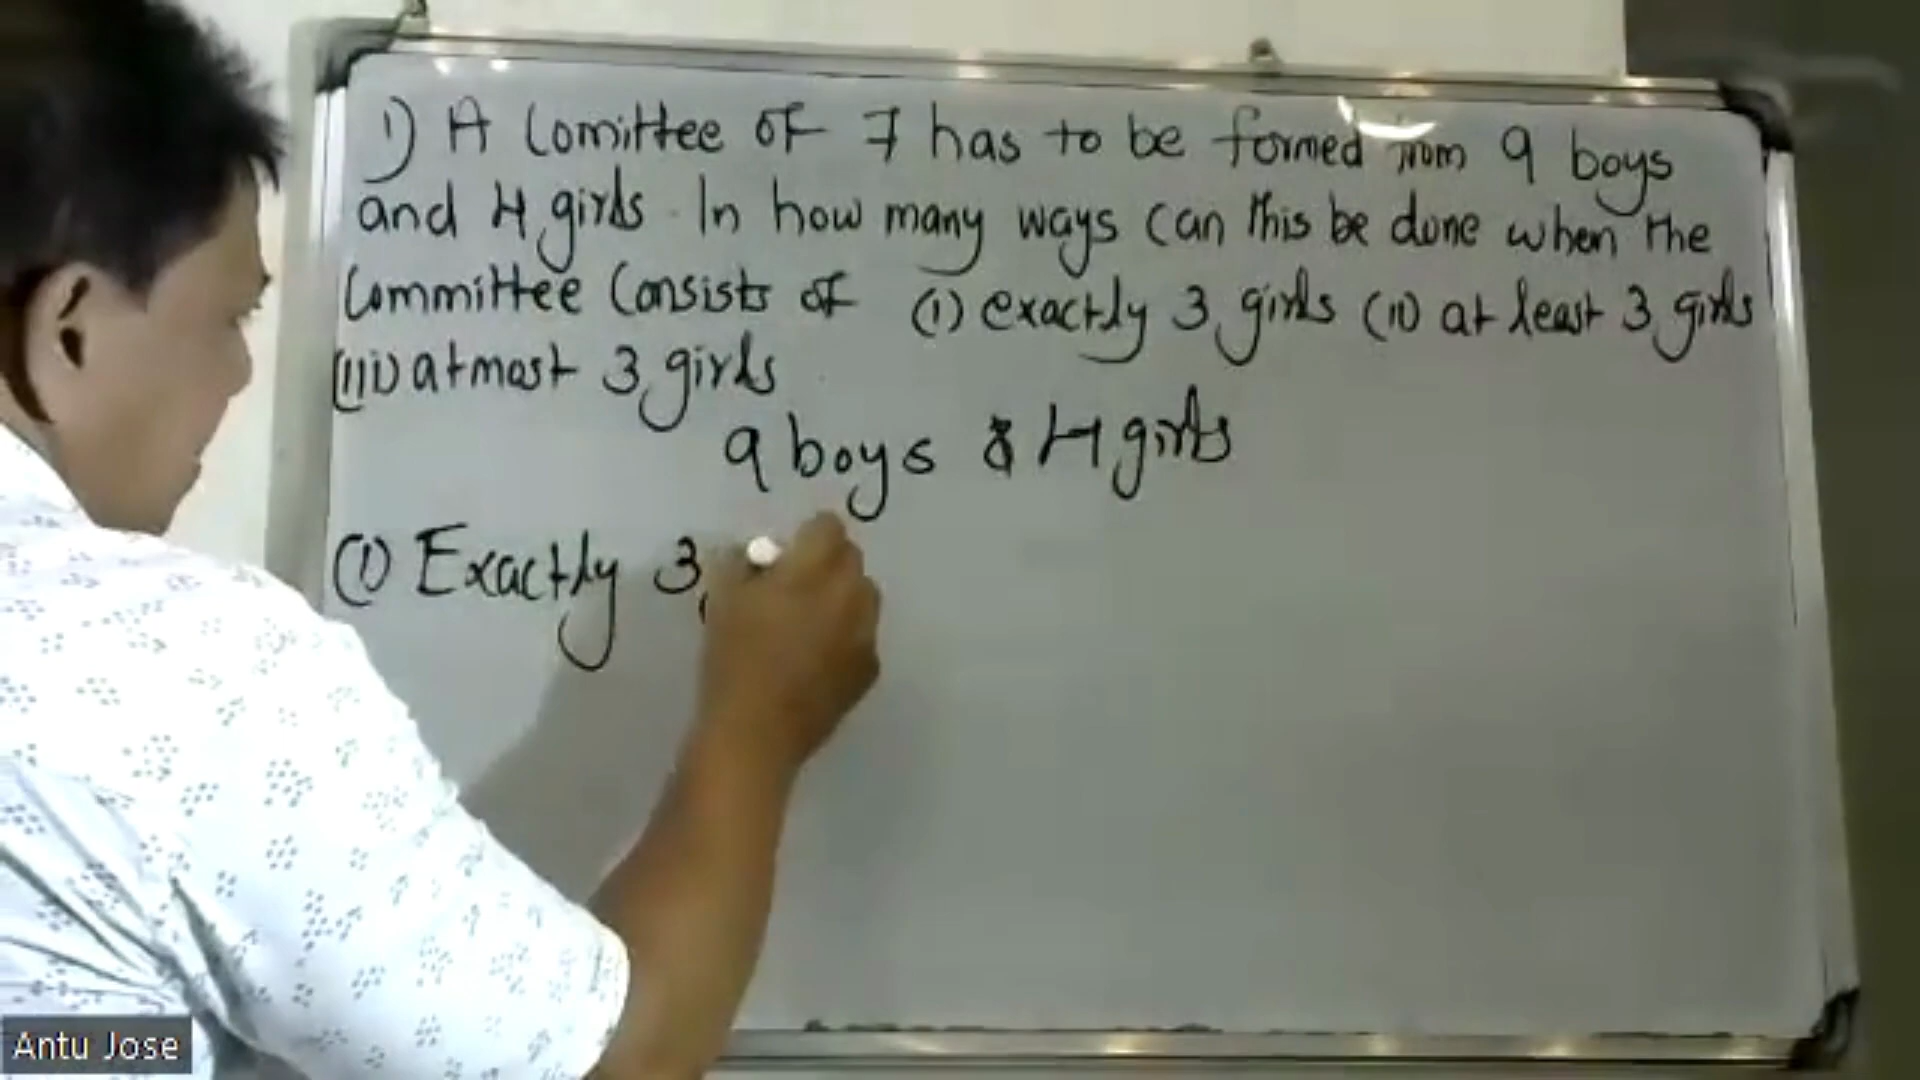 1) A Comittee of 7 has to be formed from 9 boys
and 4 girls. In how many ways can this be done when the
Committee Consists of (i) exactly 3 girls (ii) at least 3 girls
(iii) atmost 3 girls
9 boys & 4 girls
(i) Exactly 3
Antu Jose